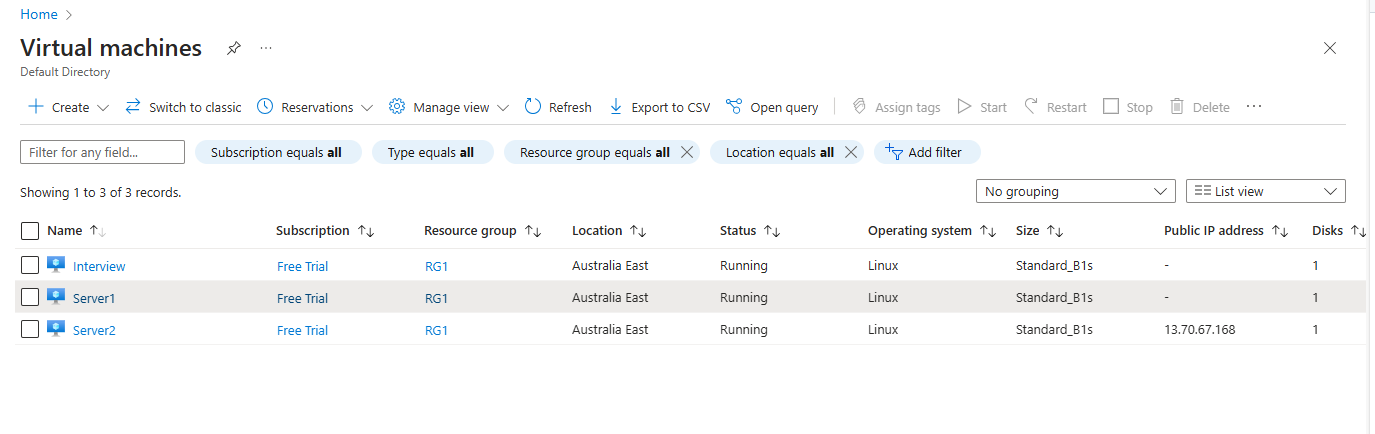 Home >
Virtual machines ...
Default Directory
+ Create Switch to classic Reservations Manage view Refresh Export to CSV Open query Assign tags Start Restart Stop Delete ...
Filter for any field... Subscription equals all Type equals all Resource group equals all Location equals all Add filter
Showing 1 to 3 of 3 records. No grouping List view
Name Subscription Resource group Location Status Operating system Size Public IP address Disks
Interview Free Trial RG1 Australia East Running Linux Standard_B1s - 1
Server1 Free Trial RG1 Australia East Running Linux Standard_B1s - 1
Server2 Free Trial RG1 Australia East Running Linux Standard_B1s 13.70.67.168 1